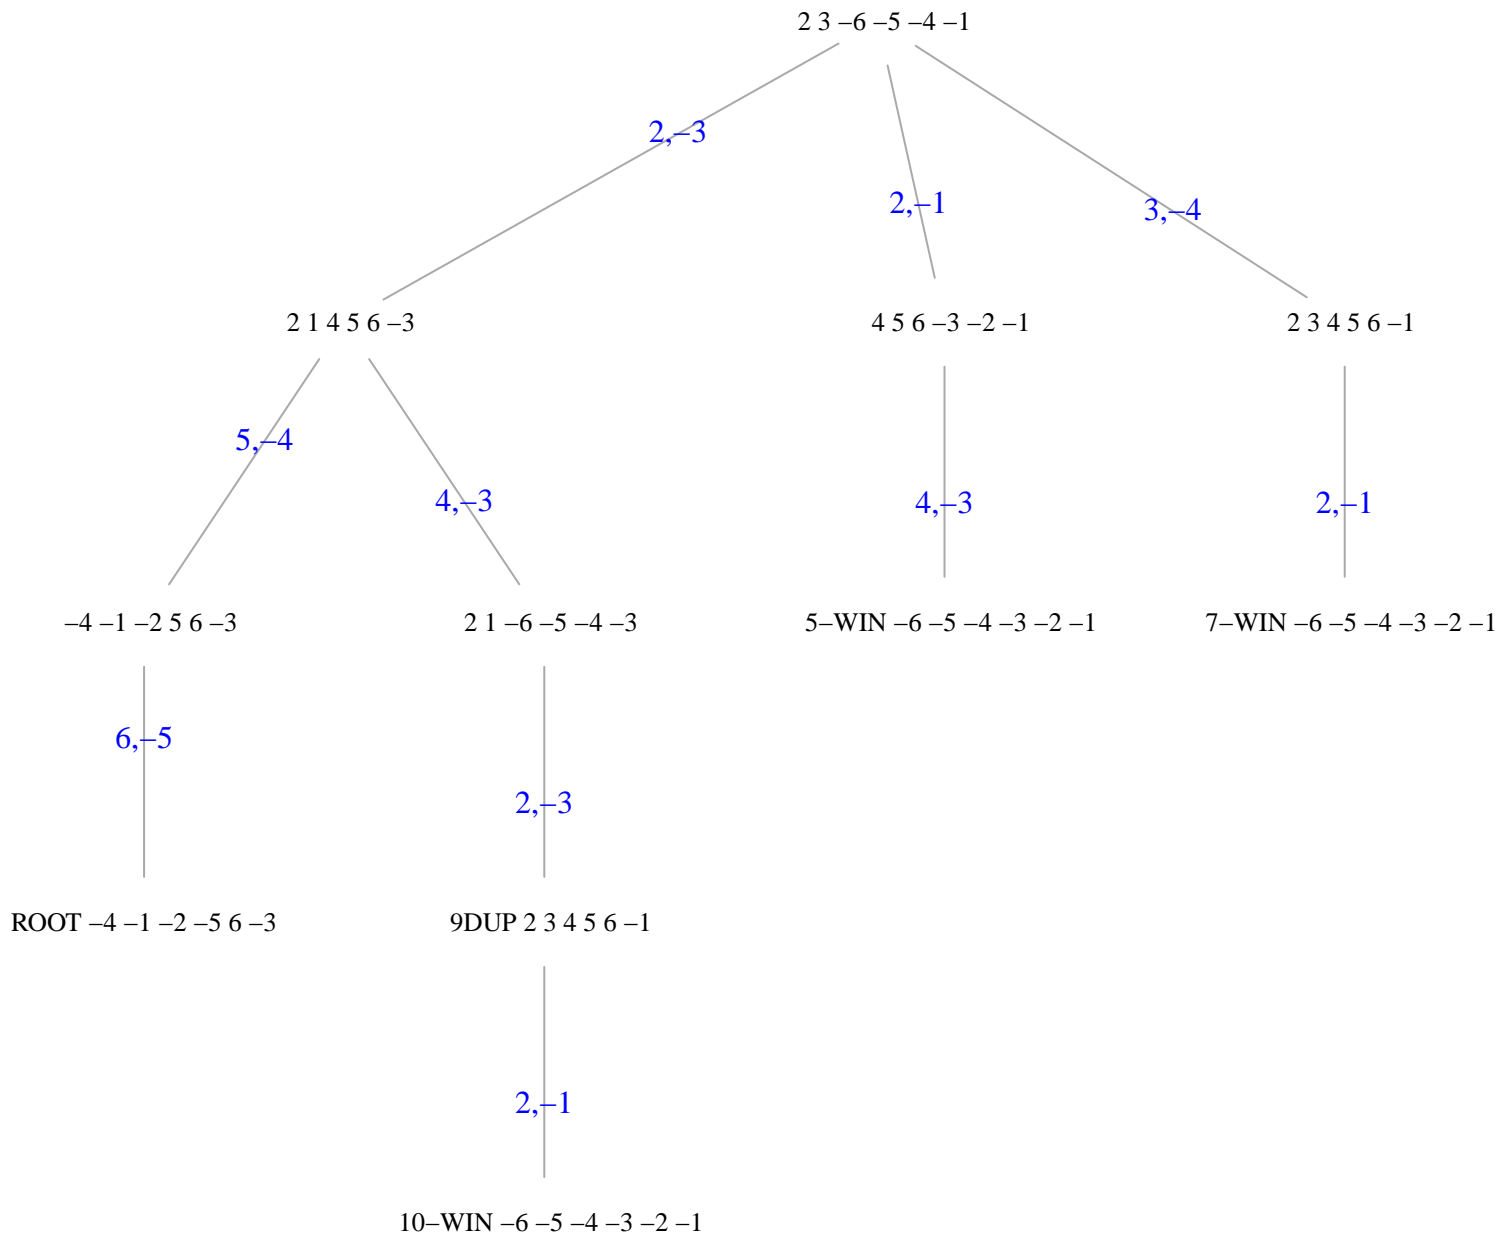 2 3 –6 –5 –4 –1
2,–3
2,–1
3,–4
2 1 4 5 6 –3
4 5 6 –3 –2 –1
2 3 4 5 6 –1
5,–4
4,–3
4,–3
2,–1
–4 –1 –2 5 6 –3
2 1 –6 –5 –4 –3
5–WIN –6 –5 –4 –3 –2 –1
7–WIN –6 –5 –4 –3 –2 –1
6,–5
2,–3
ROOT –4 –1 –2 –5 6 –3
9DUP 2 3 4 5 6 –1
2,–1
10–WIN –6 –5 –4 –3 –2 –1